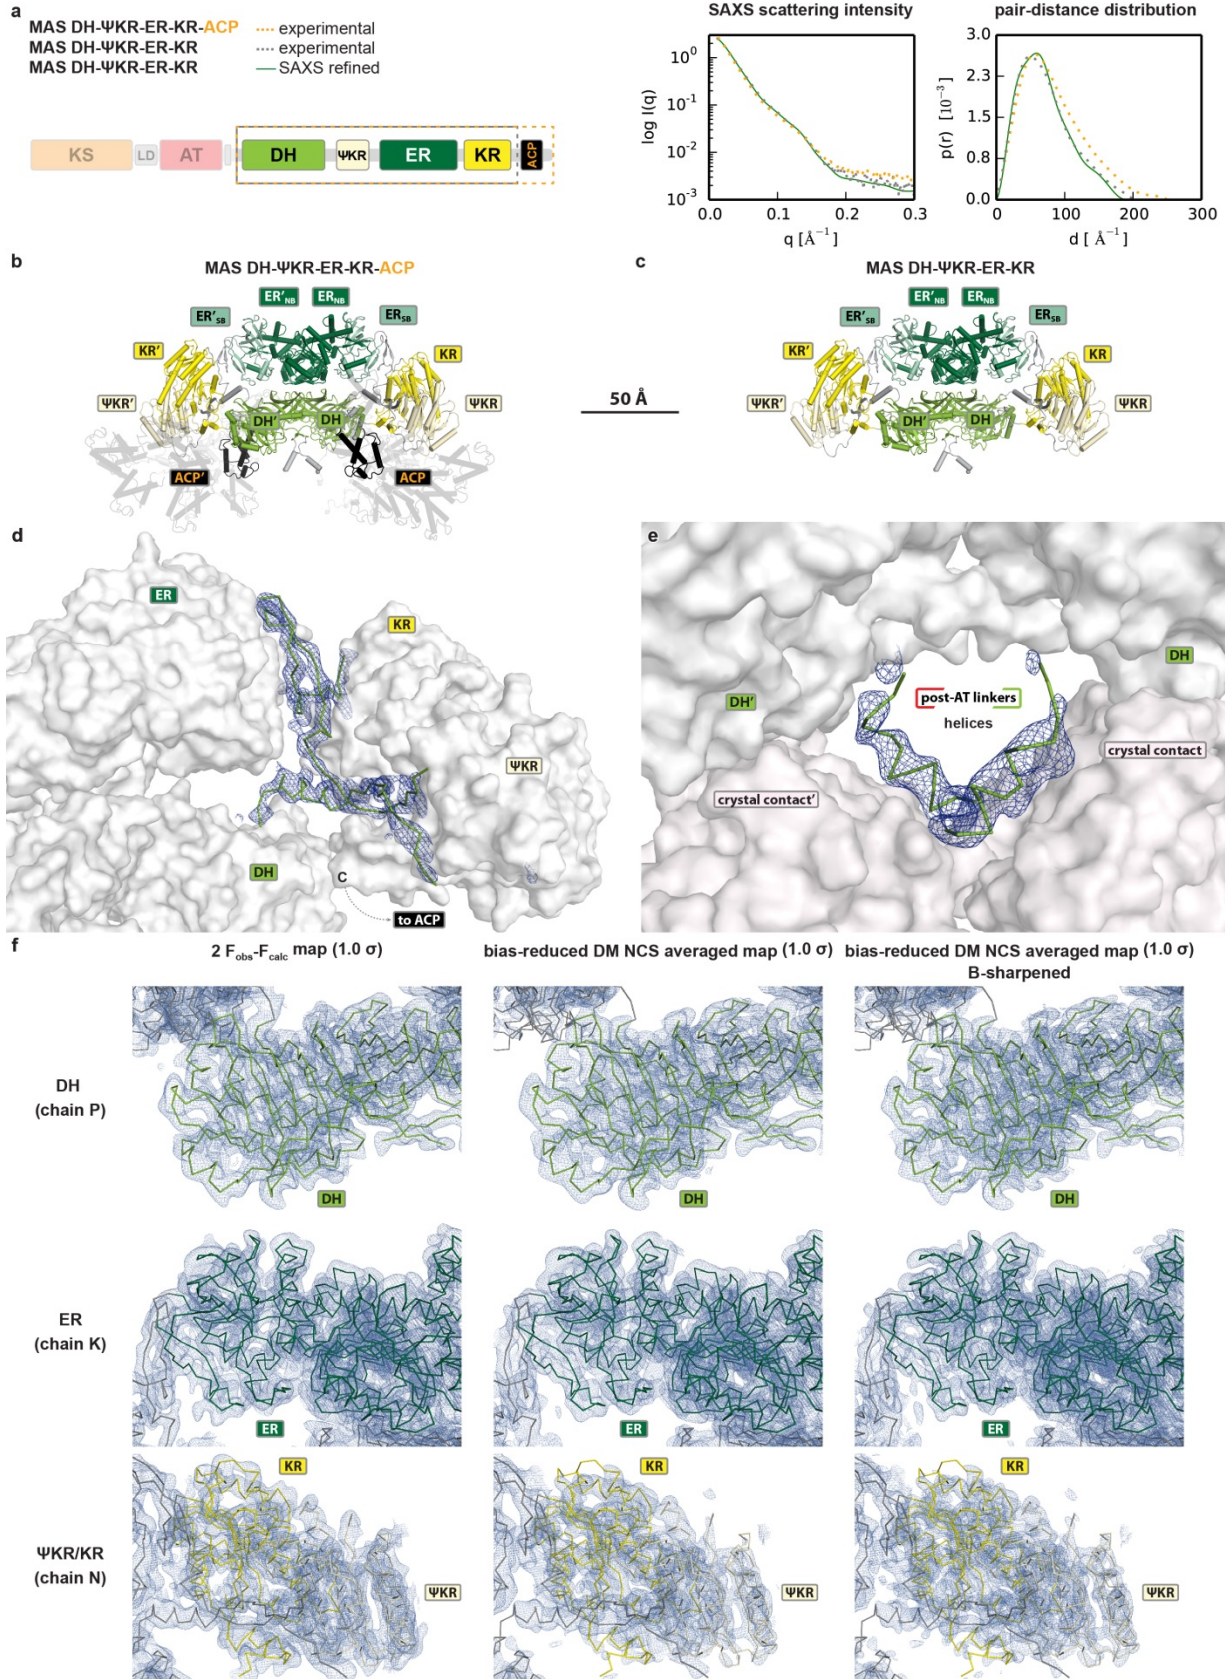 a
MAS DH-ΨKR-ER-KR-ACP experimental
MAS DH-ΨKR-ER-KR experimental
MAS DH-ΨKR-ER-KR SAXS refined
KS LD AT DH ΨKR ER KR ACP
SAXS scattering intensity
log I(q)
10⁰
10⁻¹
10⁻²
10⁻³
0.0 0.1 0.2 0.3
q [Å⁻¹]
pair-distance distribution
p(r) [10⁻³]
3.0
2.3
1.5
0.8
0.0
0 100 200 300
d [Å⁻¹]
b
MAS DH-ΨKR-ER-KR-ACP
ER'NB ERNB
ER'SB ERSB
KR' KR
ΨKR' ΨKR
DH' DH
ACP' ACP
50 Å
c
MAS DH-ΨKR-ER-KR
ER'NB ERNB
ER'SB ERSB
KR' KR
ΨKR' ΨKR
DH' DH
d
ER
KR
ΨKR
DH
C
to ACP
e
DH
DH'
post-AT linkers
helices
crystal contact
crystal contact'
f
2 Fobs-Fcalc map (1.0 σ)
bias-reduced DM NCS averaged map (1.0 σ)
bias-reduced DM NCS averaged map (1.0 σ)
B-sharpened
DH
(chain P)
DH DH DH
ER
(chain K)
ER ER ER
KR KR KR
ΨKR/KR
(chain N)
ΨKR ΨKR ΨKR